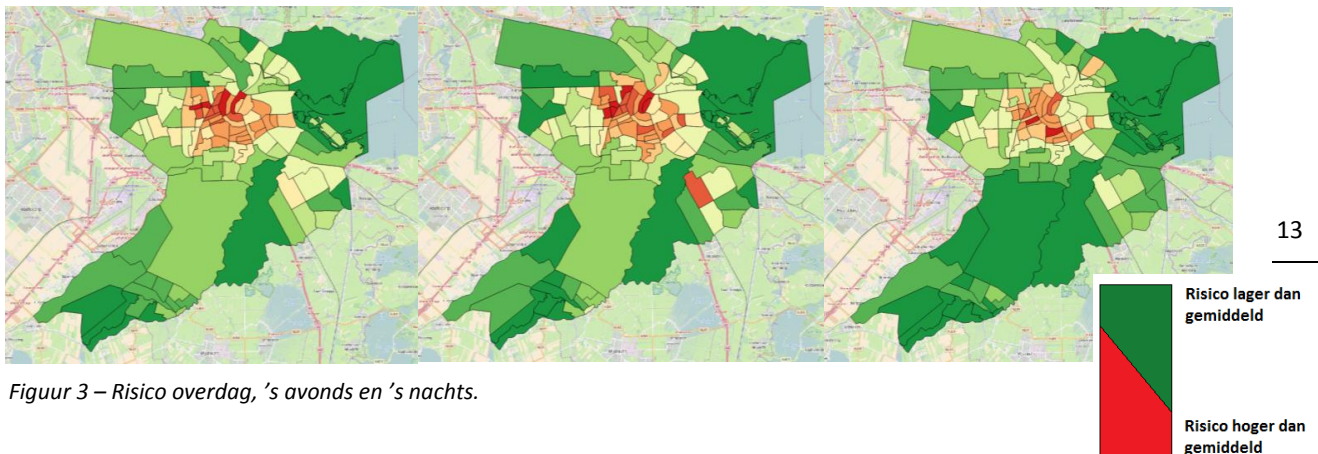 13
Risico lager dan
gemiddeld
Risico hoger dan
gemiddeld
Figuur 3 – Risico overdag, ’s avonds en ’s nachts.